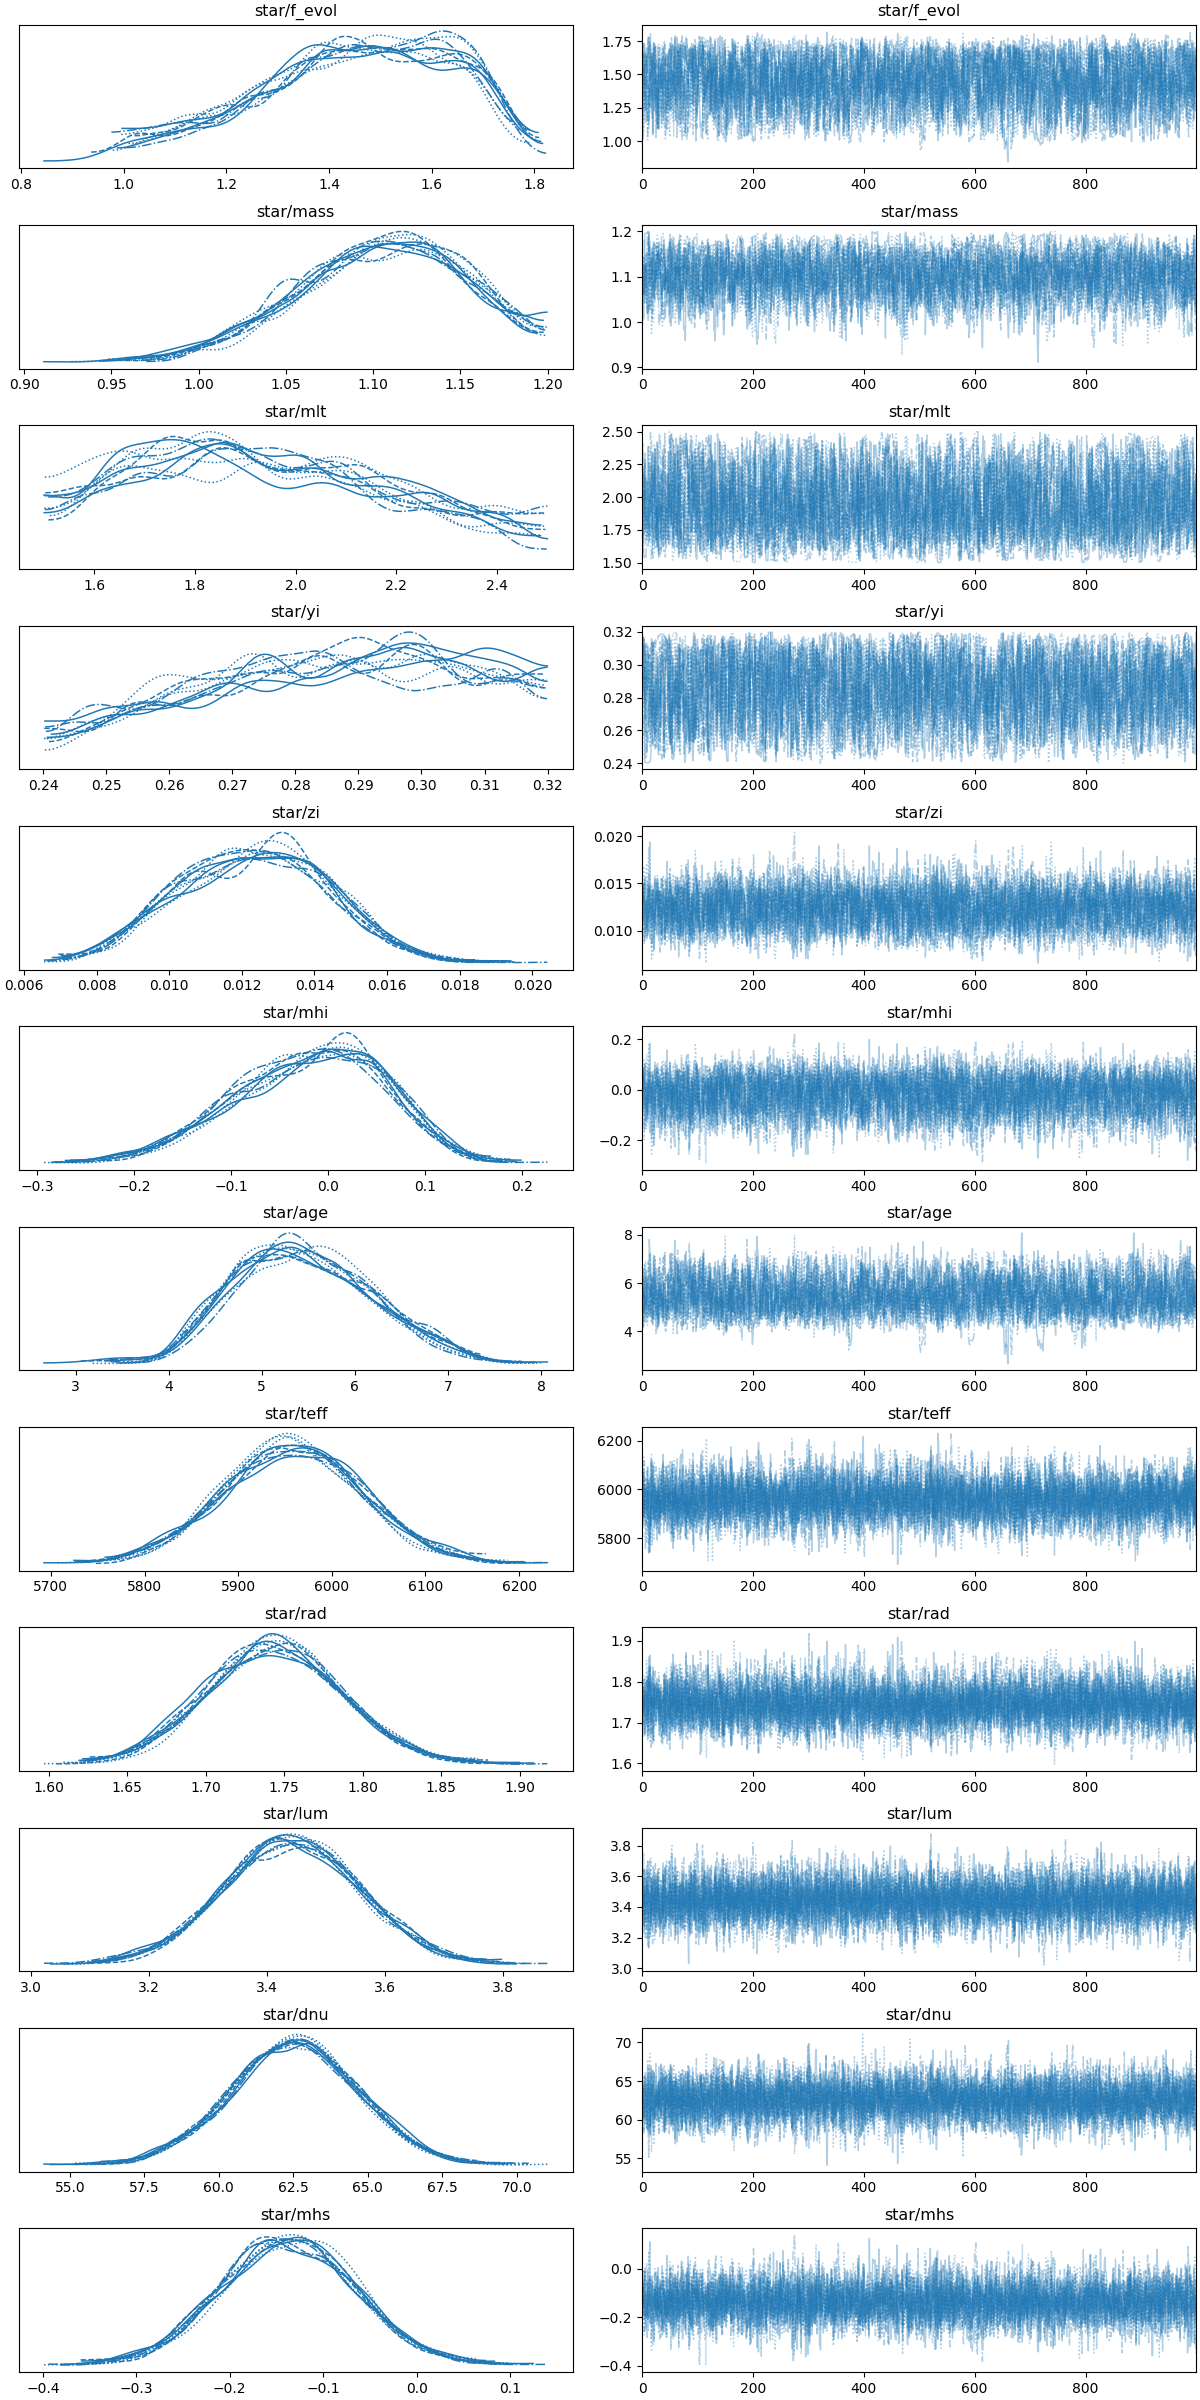 star/f_evol star/f_evol
1.75
1.50
1.25
1.00
0.8 1.0 1.2 1.4 1.6 1.8 0 200 400 600 800
star/mass star/mass
1.2
1.1
1.0
0.9
0.90 0.95 1.00 1.05 1.10 1.15 1.20 0 200 400 600 800
star/mlt star/mlt
2.50
2.25
2.00
1.75
1.50
1.6 1.8 2.0 2.2 2.4 0 200 400 600 800
star/yi star/yi
0.32
0.30
0.28
0.26
0.24
0.24 0.25 0.26 0.27 0.28 0.29 0.30 0.31 0.32 0 200 400 600 800
star/zi star/zi
0.020
0.015
0.010
0.006 0.008 0.010 0.012 0.014 0.016 0.018 0.020 0 200 400 600 800
star/mhi star/mhi
0.2
0.0
−0.2
−0.3 −0.2 −0.1 0.0 0.1 0.2 0 200 400 600 800
star/age star/age
8
6
4
3 4 5 6 7 8 0 200 400 600 800
star/teff star/teff
6200
6000
5800
5700 5800 5900 6000 6100 6200 0 200 400 600 800
star/rad star/rad
1.9
1.8
1.7
1.6
1.60 1.65 1.70 1.75 1.80 1.85 1.90 0 200 400 600 800
star/lum star/lum
3.8
3.6
3.4
3.2
3.0
3.0 3.2 3.4 3.6 3.8 0 200 400 600 800
star/dnu star/dnu
70
65
60
55
55.0 57.5 60.0 62.5 65.0 67.5 70.0 0 200 400 600 800
star/mhs star/mhs
0.0
−0.2
−0.4
−0.4 −0.3 −0.2 −0.1 0.0 0.1 0 200 400 600 800